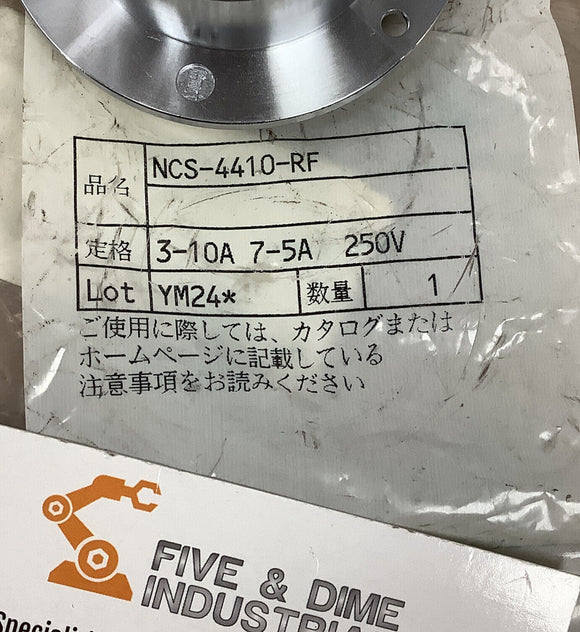 品名 NCS-4410-RF
定格 3-10A 7-5A 250V
Lot YM24* 数量 1
ご使用に際しては、カタログまたは
ホームページに記載している
注意事項をお読みください
FIVE & DIME
INDUSTRIAL